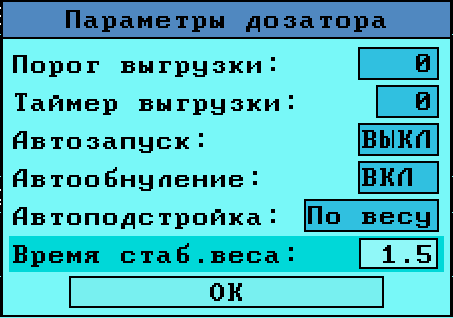 Параметры дозатора
Порог выгрузки: 0
Таймер выгрузки: 0
Автозапуск: ВЫКЛ
Автообнуление: ВКЛ
Автоподстройка: По весу
Время стаб.веса: 1.5
ОК